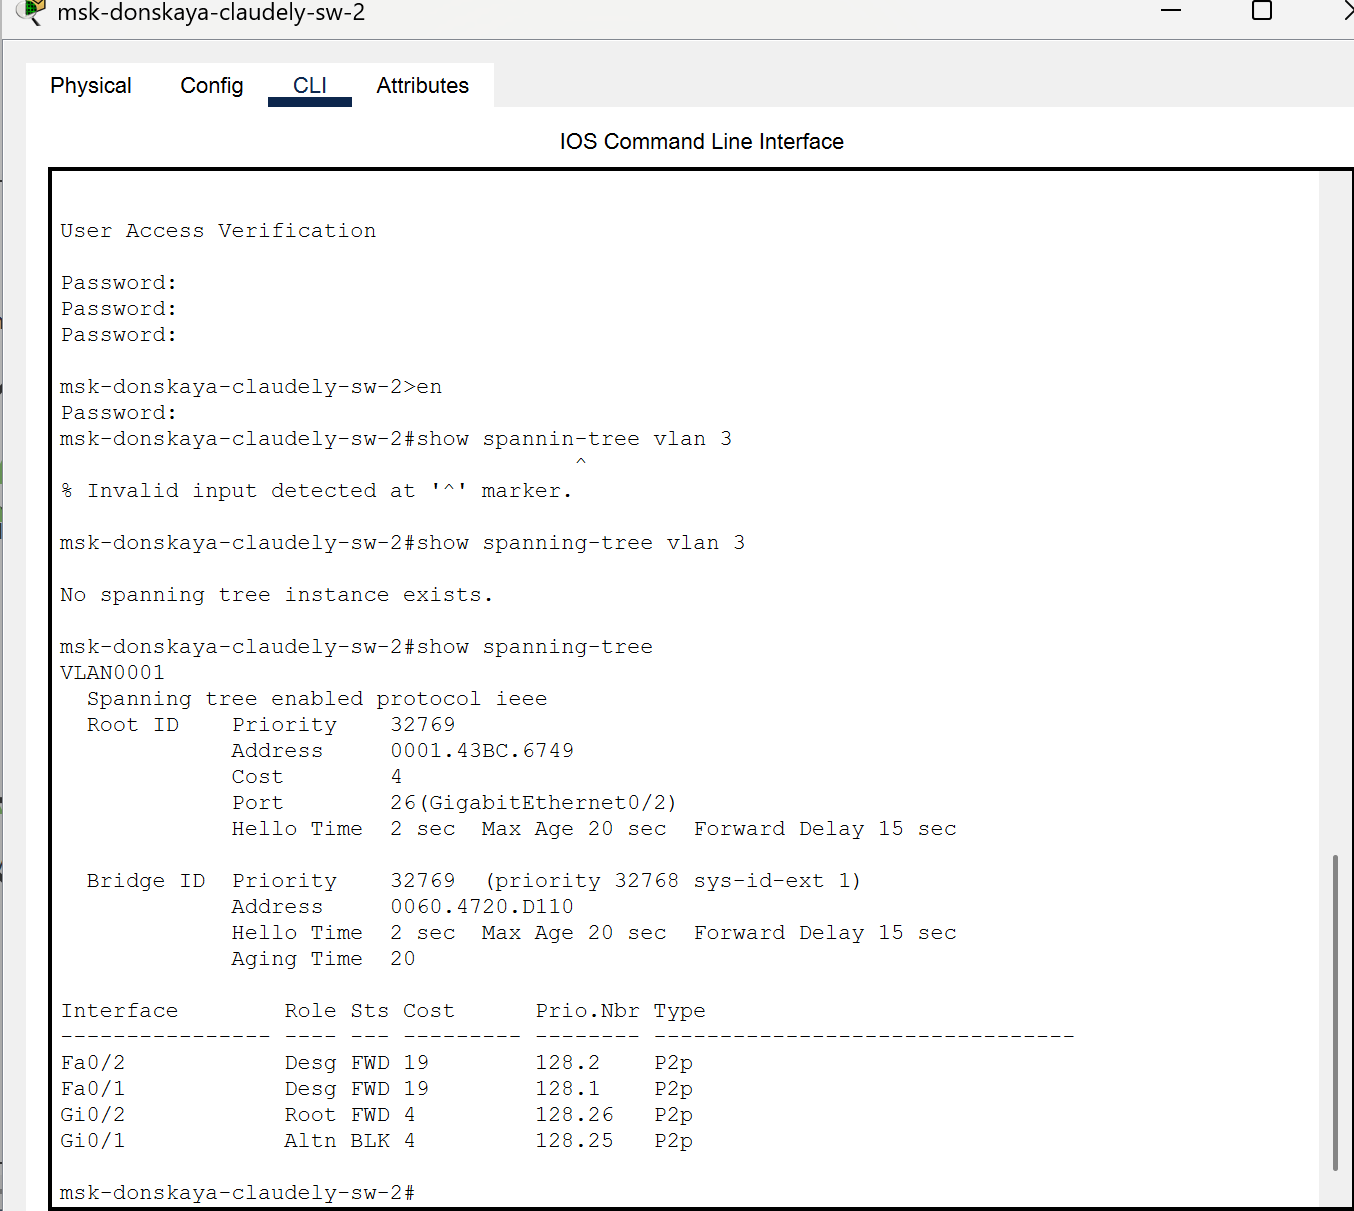 msk-donskaya-claudely-sw-2
Physical Config CLI Attributes
IOS Command Line Interface
User Access Verification
Password:
Password:
Password:
msk-donskaya-claudely-sw-2>en
Password:
msk-donskaya-claudely-sw-2#show spannin-tree vlan 3
^
% Invalid input detected at '^' marker.
msk-donskaya-claudely-sw-2#show spanning-tree vlan 3
No spanning tree instance exists.
msk-donskaya-claudely-sw-2#show spanning-tree
VLAN0001
Spanning tree enabled protocol ieee
Root ID Priority 32769
Address 0001.43BC.6749
Cost 4
Port 26(GigabitEthernet0/2)
Hello Time 2 sec Max Age 20 sec Forward Delay 15 sec
Bridge ID Priority 32769 (priority 32768 sys-id-ext 1)
Address 0060.4720.D110
Hello Time 2 sec Max Age 20 sec Forward Delay 15 sec
Aging Time 20
Interface Role Sts Cost Prio.Nbr Type
---------------- ---- --- --------- -------- --------------------------------
Fa0/2 Desg FWD 19 128.2 P2p
Fa0/1 Desg FWD 19 128.1 P2p
Gi0/2 Root FWD 4 128.26 P2p
Gi0/1 Altn BLK 4 128.25 P2p
msk-donskaya-claudely-sw-2#